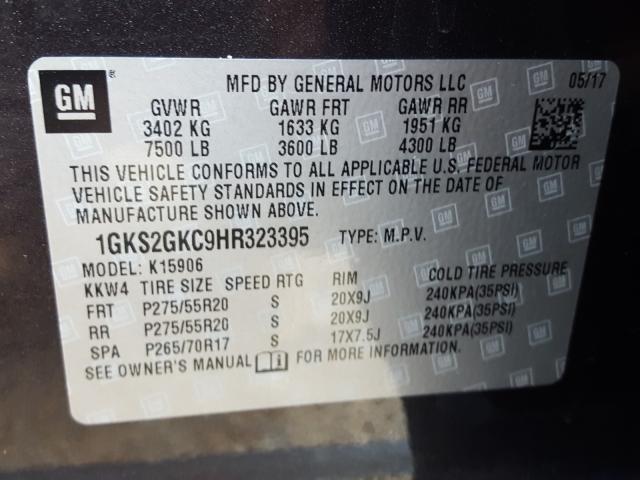 GM ®
MFD BY GENERAL MOTORS LLC 05/17
GVWR GAWR FRT GAWR RR
3402 KG 1633 KG 1951 KG
7500 LB 3600 LB 4300 LB
THIS VEHICLE CONFORMS TO ALL APPLICABLE U.S. FEDERAL MOTOR
VEHICLE SAFETY STANDARDS IN EFFECT ON THE DATE OF
MANUFACTURE SHOWN ABOVE.
1GKS2GKC9HR323395 TYPE: M.P.V.
MODEL: K15906
KKW4 TIRE SIZE SPEED RTG RIM COLD TIRE PRESSURE
FRT P275/55R20 S 20X9J 240KPA(35PSI)
RR P275/55R20 S 20X9J 240KPA(35PSI)
SPA P265/70R17 S 17X7.5J 240KPA(35PSI)
SEE OWNER'S MANUAL i FOR MORE INFORMATION.